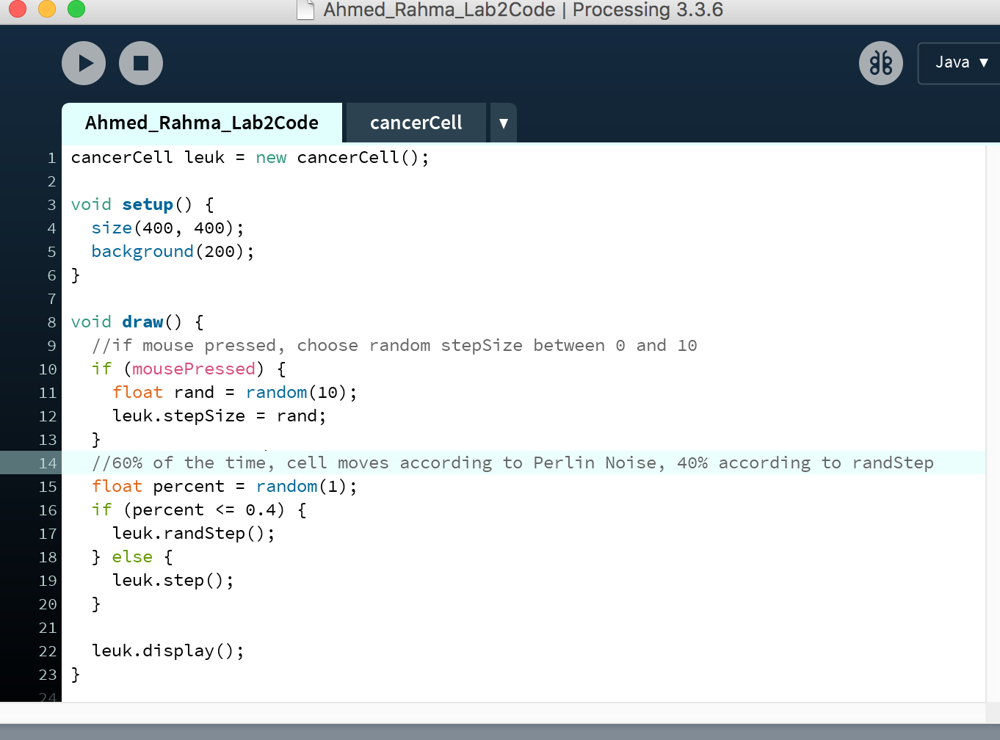 Ahmed_Rahma_Lab2Code | Processing 3.3.6
Java ▼
Ahmed_Rahma_Lab2Code cancerCell ▼
1 cancerCell leuk = new cancerCell();
2
3 void setup() {
4   size(400, 400);
5   background(200);
6 }
7
8 void draw() {
9   //if mouse pressed, choose random stepSize between 0 and 10
10   if (mousePressed) {
11     float rand = random(10);
12     leuk.stepSize = rand;
13   }
14   //60% of the time, cell moves according to Perlin Noise, 40% according to randStep
15   float percent = random(1);
16   if (percent <= 0.4) {
17     leuk.randStep();
18   } else {
19     leuk.step();
20   }
21
22   leuk.display();
23 }
24